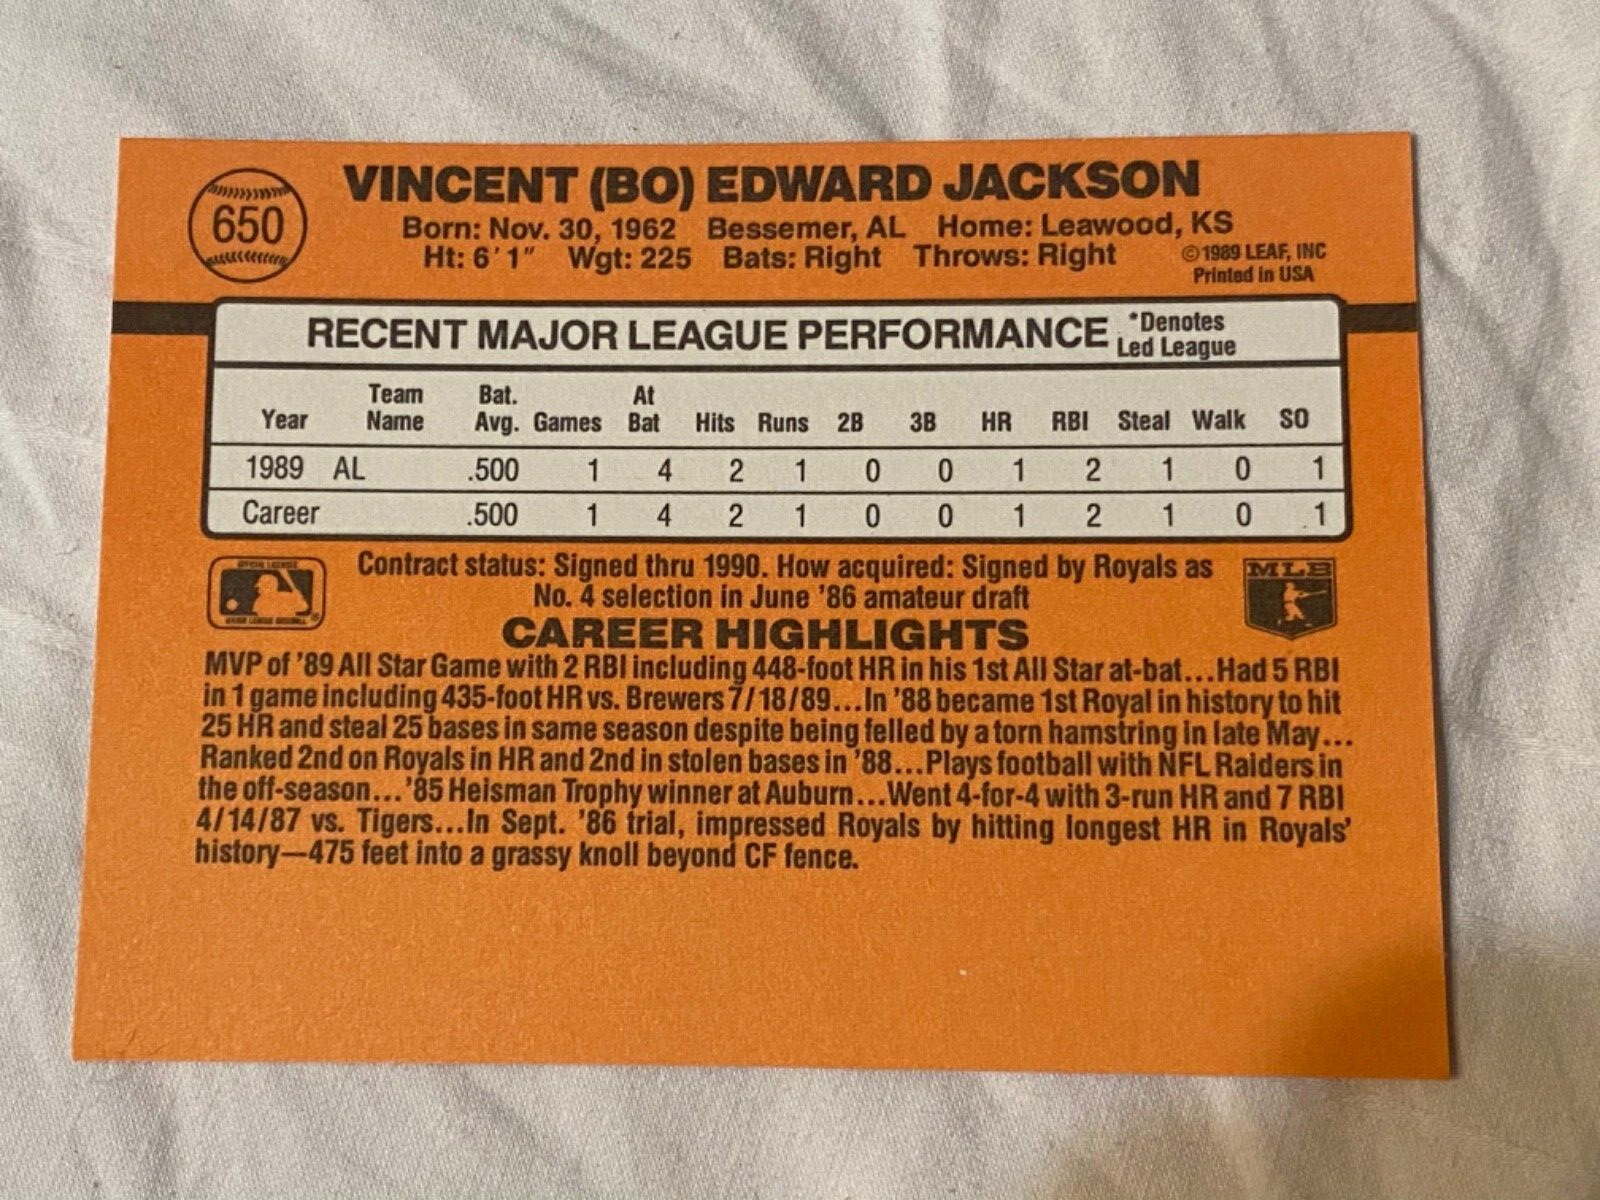 650
VINCENT (BO) EDWARD JACKSON
Born: Nov. 30, 1962 Bessemer, AL Home: Leawood, KS
Ht: 6'1" Wgt: 225 Bats: Right Throws: Right
©1989 LEAF, INC
Printed in USA
RECENT MAJOR LEAGUE PERFORMANCE
*Denotes
Led League
Year Team Name Bat. Avg. Games At Bat Hits Runs 2B 3B HR RBI Steal Walk SO
1989 AL .500 1 4 2 1 0 0 1 2 1 0 1
Career .500 1 4 2 1 0 0 1 2 1 0 1
Contract status: Signed thru 1990. How acquired: Signed by Royals as
No. 4 selection in June '86 amateur draft
MLB
CAREER HIGHLIGHTS
MVP of '89 All Star Game with 2 RBI including 448-foot HR in his 1st All Star at-bat...Had 5 RBI
in 1 game including 435-foot HR vs. Brewers 7/18/89...In '88 became 1st Royal in history to hit
25 HR and steal 25 bases in same season despite being felled by a torn hamstring in late May...
Ranked 2nd on Royals in HR and 2nd in stolen bases in '88...Plays football with NFL Raiders in
the off-season...'85 Heisman Trophy winner at Auburn...Went 4-for-4 with 3-run HR and 7 RBI
4/14/87 vs. Tigers...In Sept. '86 trial, impressed Royals by hitting longest HR in Royals'
history—475 feet into a grassy knoll beyond CF fence.